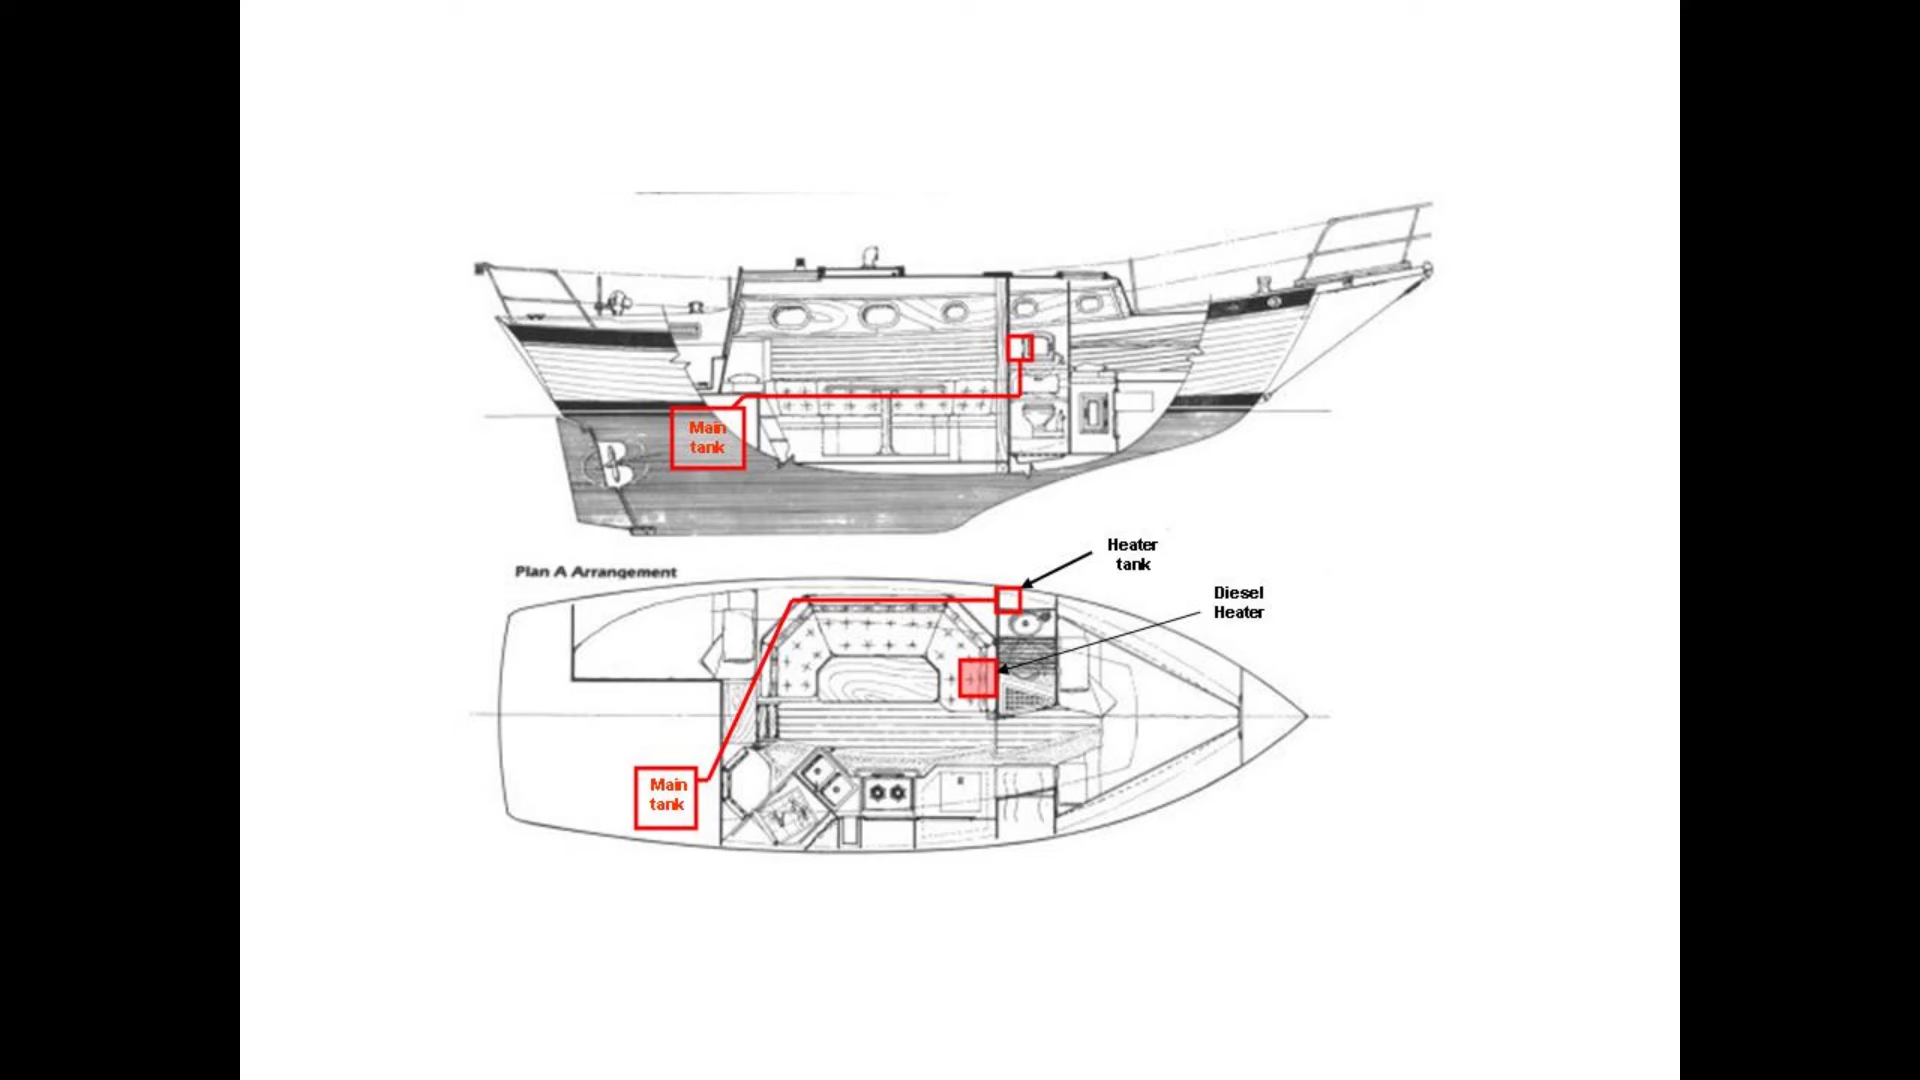 Main
tank
Heater
tank
Plan A Arrangement
Diesel
Heater
Main
tank